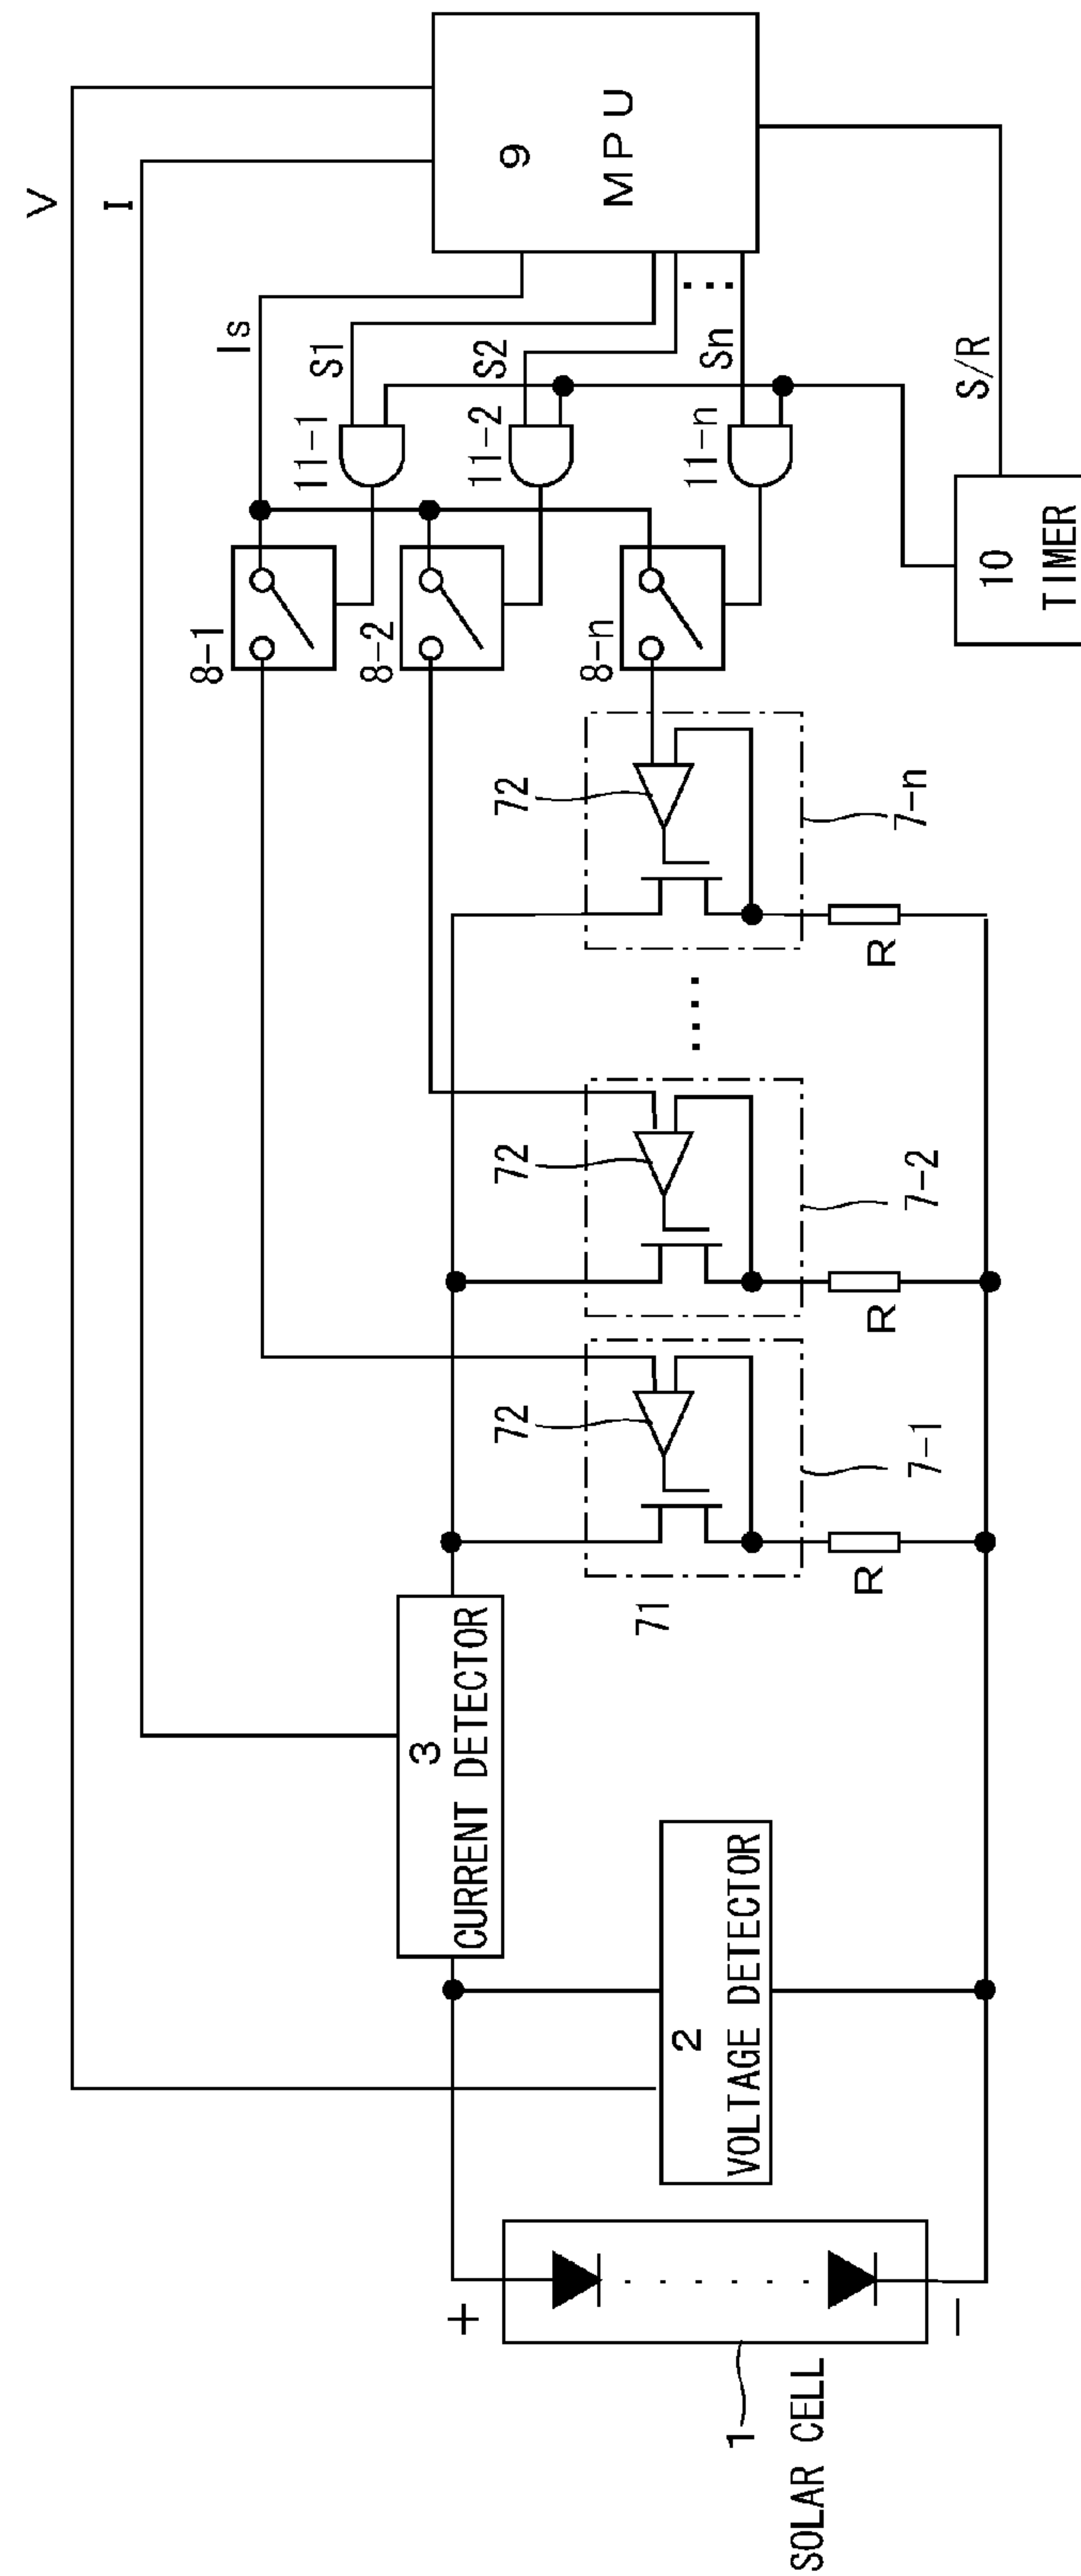 V
I
Is
S1
S2
Sn
9
MPU
11-1
11-2
11-n
8-1
8-2
8-n
S/R
10
TIMER
72
72
72
7-n
7-2
7-1
71
R
R
R
3
CURRENT DETECTOR
2
VOLTAGE DETECTOR
+
−
1
SOLAR CELL